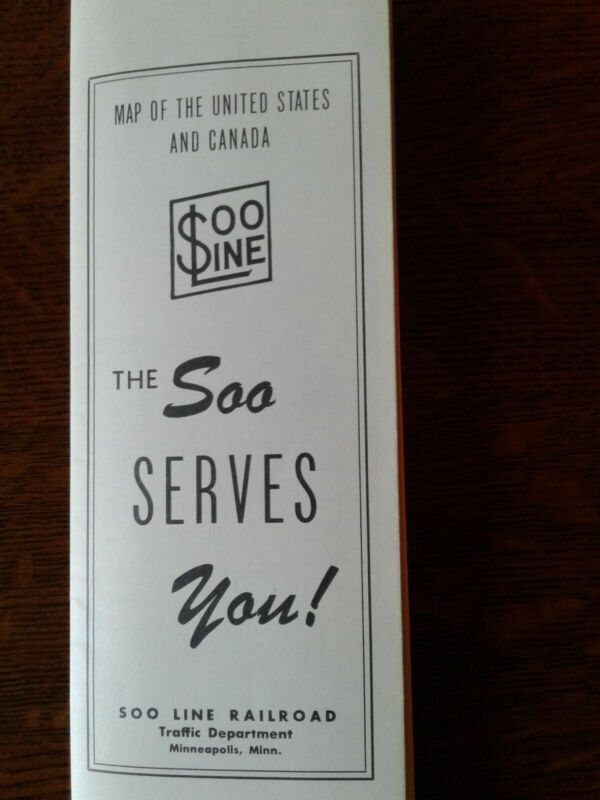 MAP OF THE UNITED STATES
AND CANADA
SOO
LINE
THE Soo
SERVES
You!
SOO LINE RAILROAD
Traffic Department
Minneapolis, Minn.